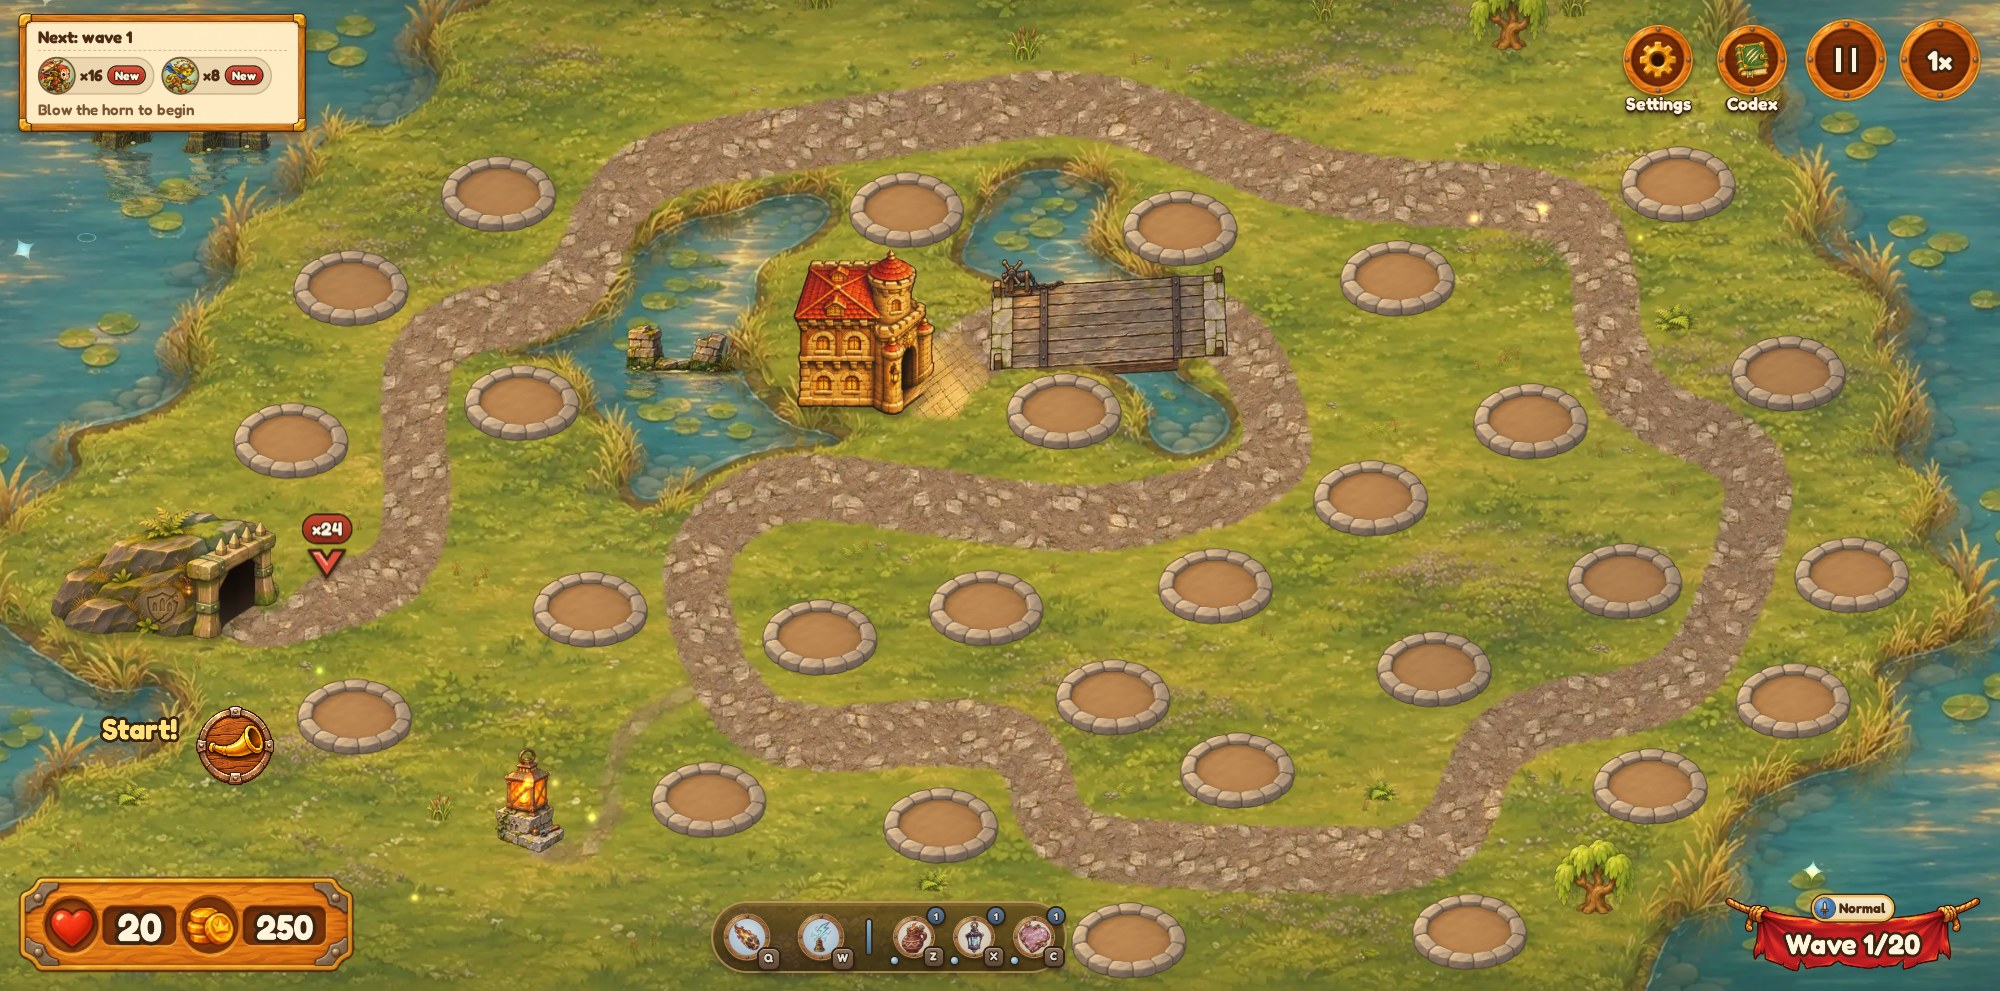 Next: wave 1
x16 New x8 New
Blow the horn to begin
Settings
Codex
1x
x24
Start!
20
250
Q
W
1
Z
1
X
1
C
Normal
Wave 1/20